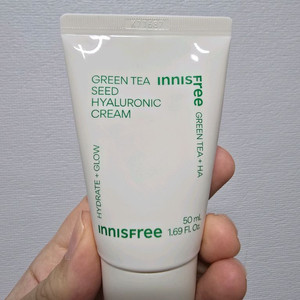 GREEN TEA
SEED
HYALURONIC
CREAM
innisfree
GREEN TEA + HA
HYDRATE + GLOW
50 mL
1.69 FL Oz
innisfree